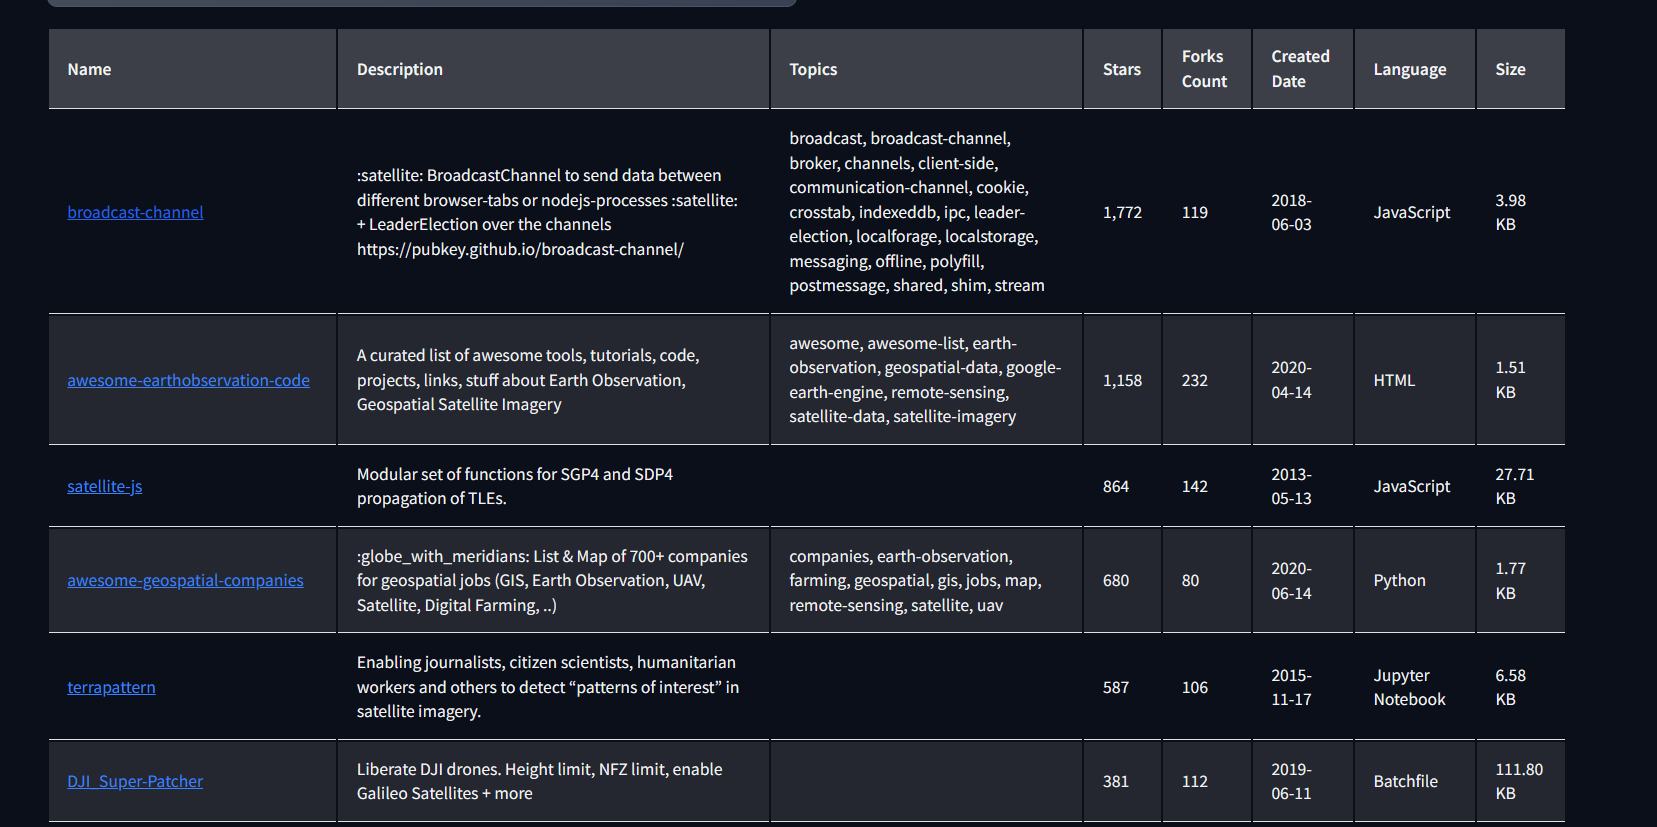 Name
Description
Topics
Stars
Forks
Count
Created
Date
Language
Size
broadcast-channel
:satellite: BroadcastChannel to send data between
different browser-tabs or nodejs-processes :satellite:
+ LeaderElection over the channels
https://pubkey.github.io/broadcast-channel/
broadcast, broadcast-channel,
broker, channels, client-side,
communication-channel, cookie,
crosstab, indexeddb, ipc, leader-
election, localforage, localstorage,
messaging, offline, polyfill,
postmessage, shared, shim, stream
1,772
119
2018-
06-03
JavaScript
3.98
KB
awesome-earthobservation-code
A curated list of awesome tools, tutorials, code,
projects, links, stuff about Earth Observation,
Geospatial Satellite Imagery
awesome, awesome-list, earth-
observation, geospatial-data, google-
earth-engine, remote-sensing,
satellite-data, satellite-imagery
1,158
232
2020-
04-14
HTML
1.51
KB
satellite-js
Modular set of functions for SGP4 and SDP4
propagation of TLEs.
864
142
2013-
05-13
JavaScript
27.71
KB
awesome-geospatial-companies
:globe_with_meridians: List & Map of 700+ companies
for geospatial jobs (GIS, Earth Observation, UAV,
Satellite, Digital Farming, ..)
companies, earth-observation,
farming, geospatial, gis, jobs, map,
remote-sensing, satellite, uav
680
80
2020-
06-14
Python
1.77
KB
terrapattern
Enabling journalists, citizen scientists, humanitarian
workers and others to detect “patterns of interest” in
satellite imagery.
587
106
2015-
11-17
Jupyter
Notebook
6.58
KB
DJI_Super-Patcher
Liberate DJI drones. Height limit, NFZ limit, enable
Galileo Satellites + more
381
112
2019-
06-11
Batchfile
111.80
KB